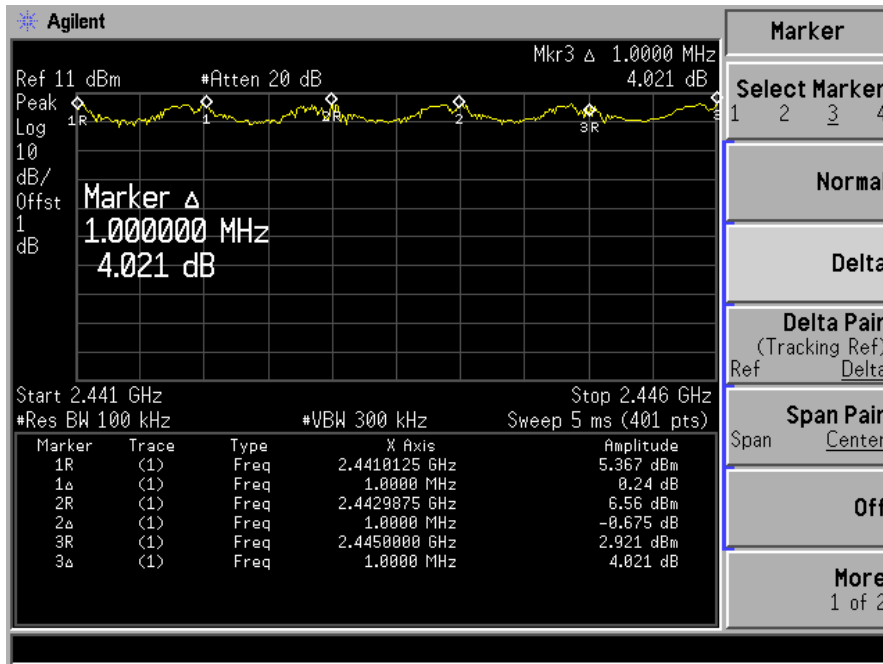 Agilent
Marker
Mkr3 Δ 1.0000 MHz
Ref 11 dBm #Atten 20 dB 4.021 dB
Peak
Log
10
dB/
Offst
1
dB
1R 1 2R 2 3R 3
Marker Δ
1.000000 MHz
4.021 dB
Start 2.441 GHz Stop 2.446 GHz
#Res BW 100 kHz #VBW 300 kHz Sweep 5 ms (401 pts)
Marker Trace Type X Axis Amplitude
1R (1) Freq 2.4410125 GHz 5.367 dBm
1Δ (1) Freq 1.0000 MHz 0.24 dB
2R (1) Freq 2.4429875 GHz 6.56 dBm
2Δ (1) Freq 1.0000 MHz -0.675 dB
3R (1) Freq 2.4450000 GHz 2.921 dBm
3Δ (1) Freq 1.0000 MHz 4.021 dB
Select Marker
1 2 3 4
Normal
Delta
Delta Pair
(Tracking Ref)
Ref Delta
Span Pair
Span Center
Off
More
1 of 2